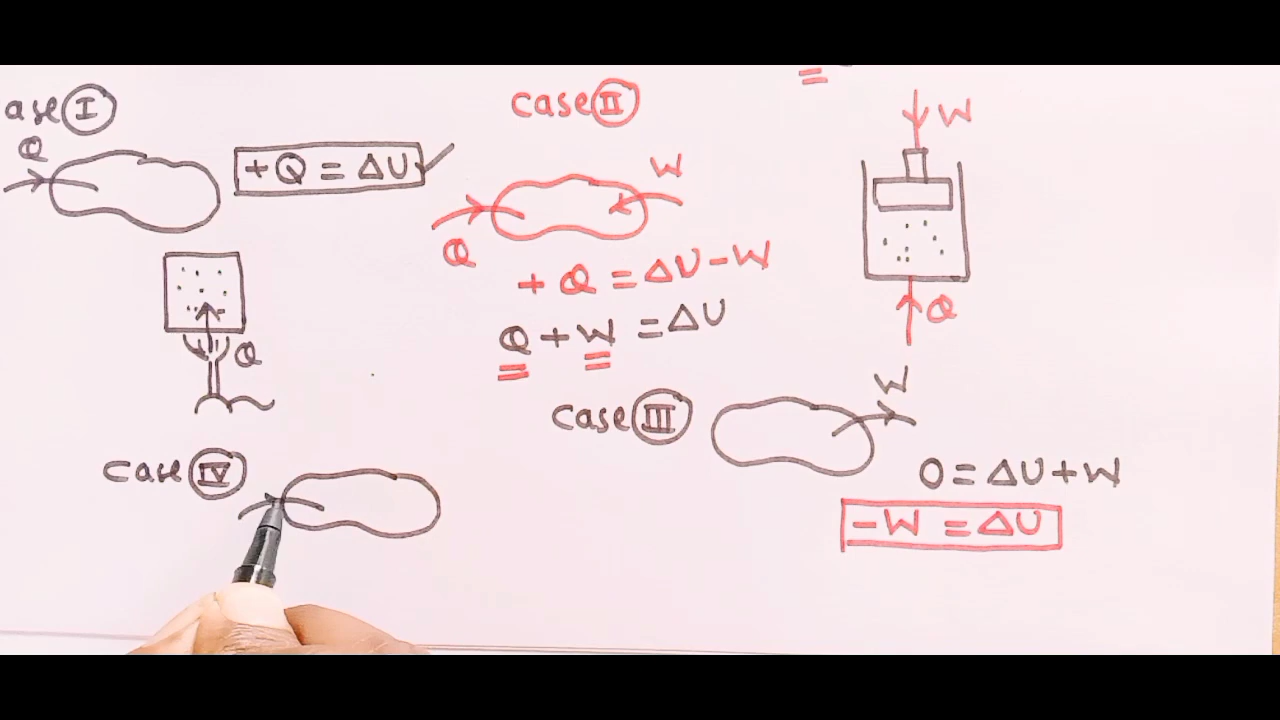 ase I
Q
+Q = ΔU
Q
case II
W
Q
+ Q = ΔU - W
Q + W = ΔU
W
Q
case III
W
0 = ΔU + W
-W = ΔU
case IV